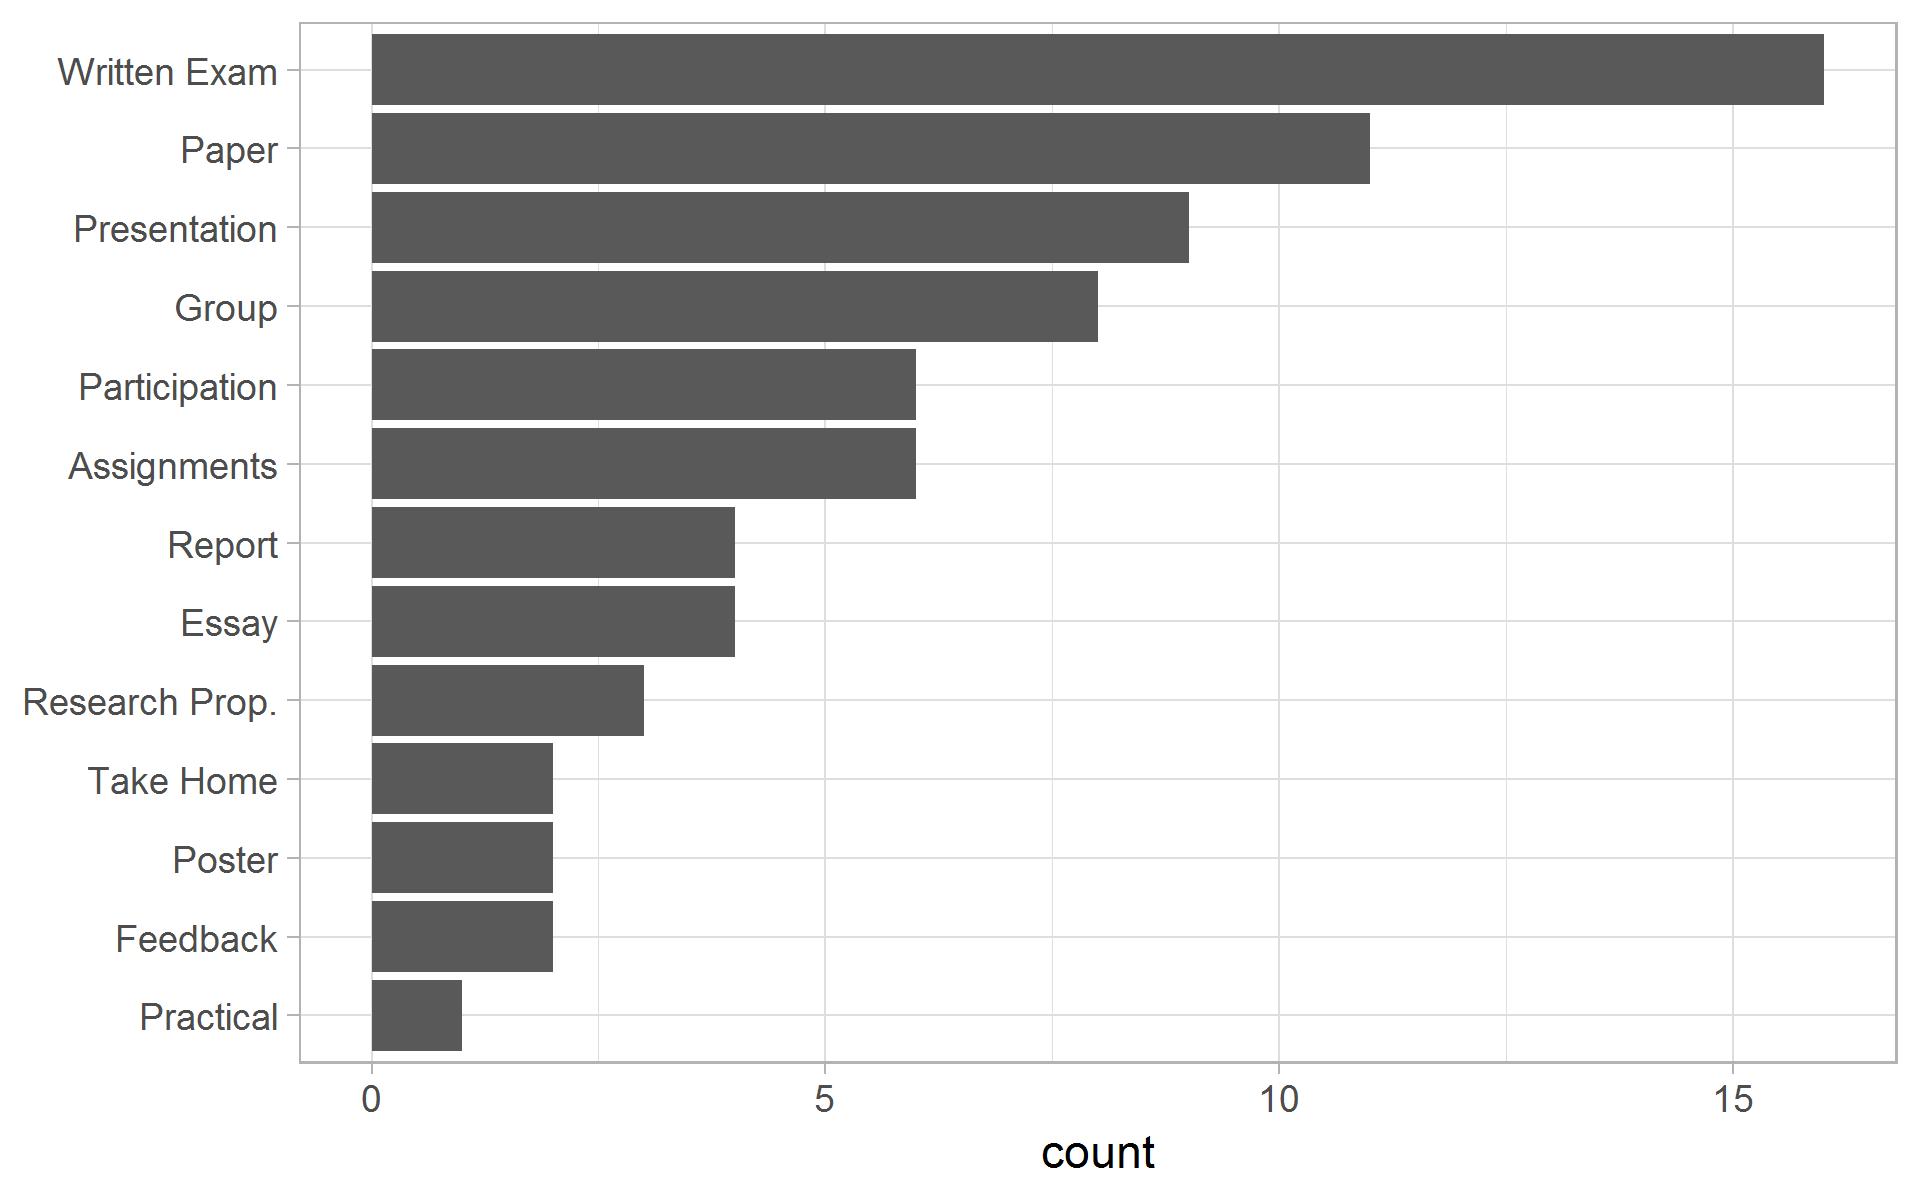 Written Exam
Paper
Presentation
Group
Participation
Assignments
Report
Essay
Research Prop.
Take Home
Poster
Feedback
Practical
0 5 10 15
count